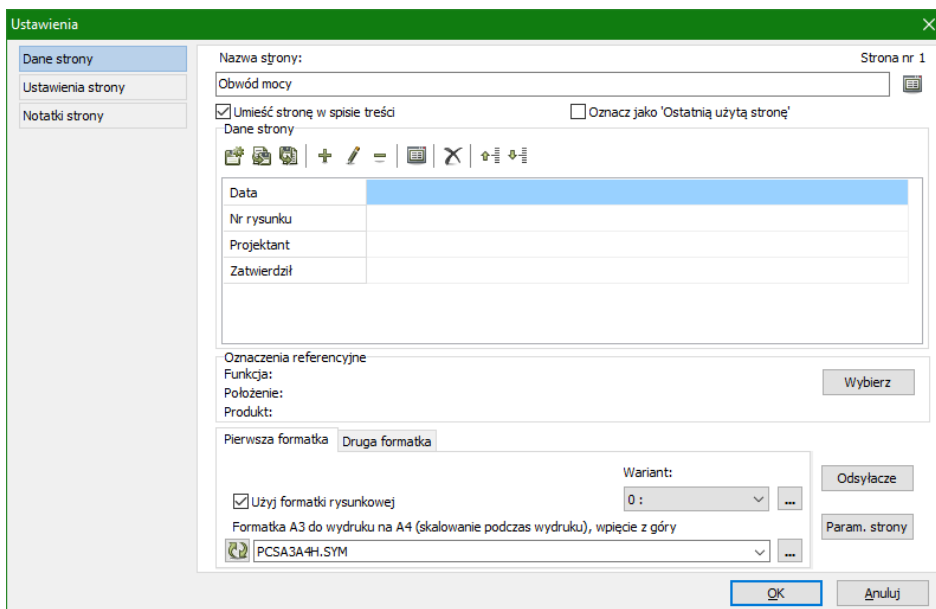 Ustawienia
Dane strony
Ustawienia strony
Notatki strony
Nazwa strony: Strona nr 1
Obwód mocy
Umieść stronę w spisie treści Oznacz jako 'Ostatnią użytą stronę'
Dane strony
Data
Nr rysunku
Projektant
Zatwierdził
Oznaczenia referencyjne
Funkcja:
Położenie:
Produkt:
Wybierz
Pierwsza formatka Druga formatka
Wariant:
Odsyłacze
Użyj formatki rysunkowej 0 : ...
Formatka A3 do wydruku na A4 (skalowanie podczas wydruku), wpięcie z góry
Param. strony
PCSA3A4H.SYM ...
OK Anuluj